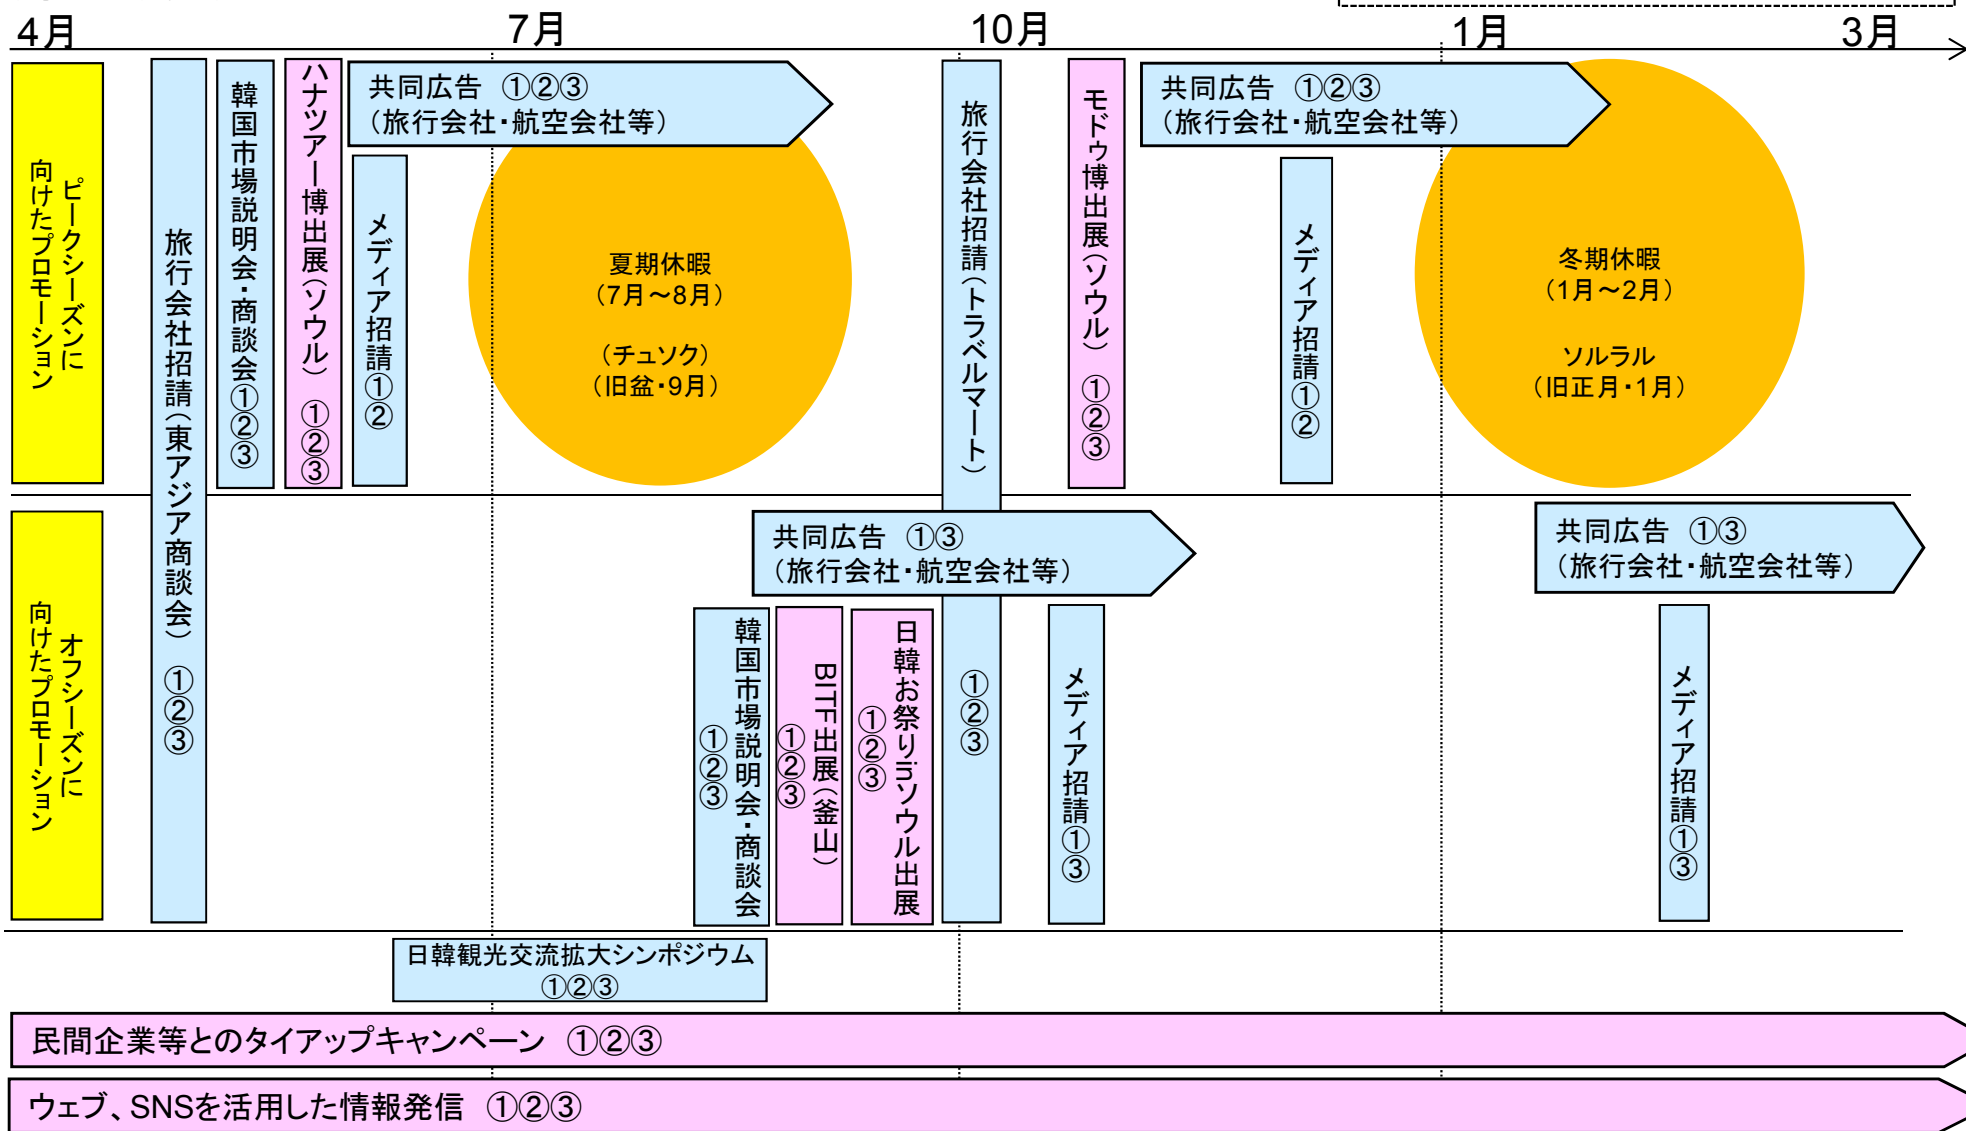 4月
7月
10月
1月
3月
ピークシーズンに
向けたプロモーション
旅行会社招請（東アジア商談会） ①②③
韓国市場説明会・商談会①②③
ハナツアー博出展（ソウル） ①②③
共同広告 ①②③
（旅行会社・航空会社等）
メディア招請①②
夏期休暇
（7月～8月）
（チュソク）
（旧盆・9月）
旅行会社招請（トラベルマート）
①②③
モドゥ博出展（ソウル） ①②③
共同広告 ①②③
（旅行会社・航空会社等）
メディア招請①②
冬期休暇
（1月～2月）
ソルラル
（旧正月・1月）
オフシーズンに
向けたプロモーション
共同広告 ①③
（旅行会社・航空会社等）
韓国市場説明会・商談会
①②③
BITF出展（釜山）
①②③
日韓お祭りinソウル出展
①②③
メディア招請①③
共同広告 ①③
（旅行会社・航空会社等）
メディア招請①③
日韓観光交流拡大シンポジウム
①②③
民間企業等とのタイアップキャンペーン ①②③
ウェブ、SNSを活用した情報発信 ①②③